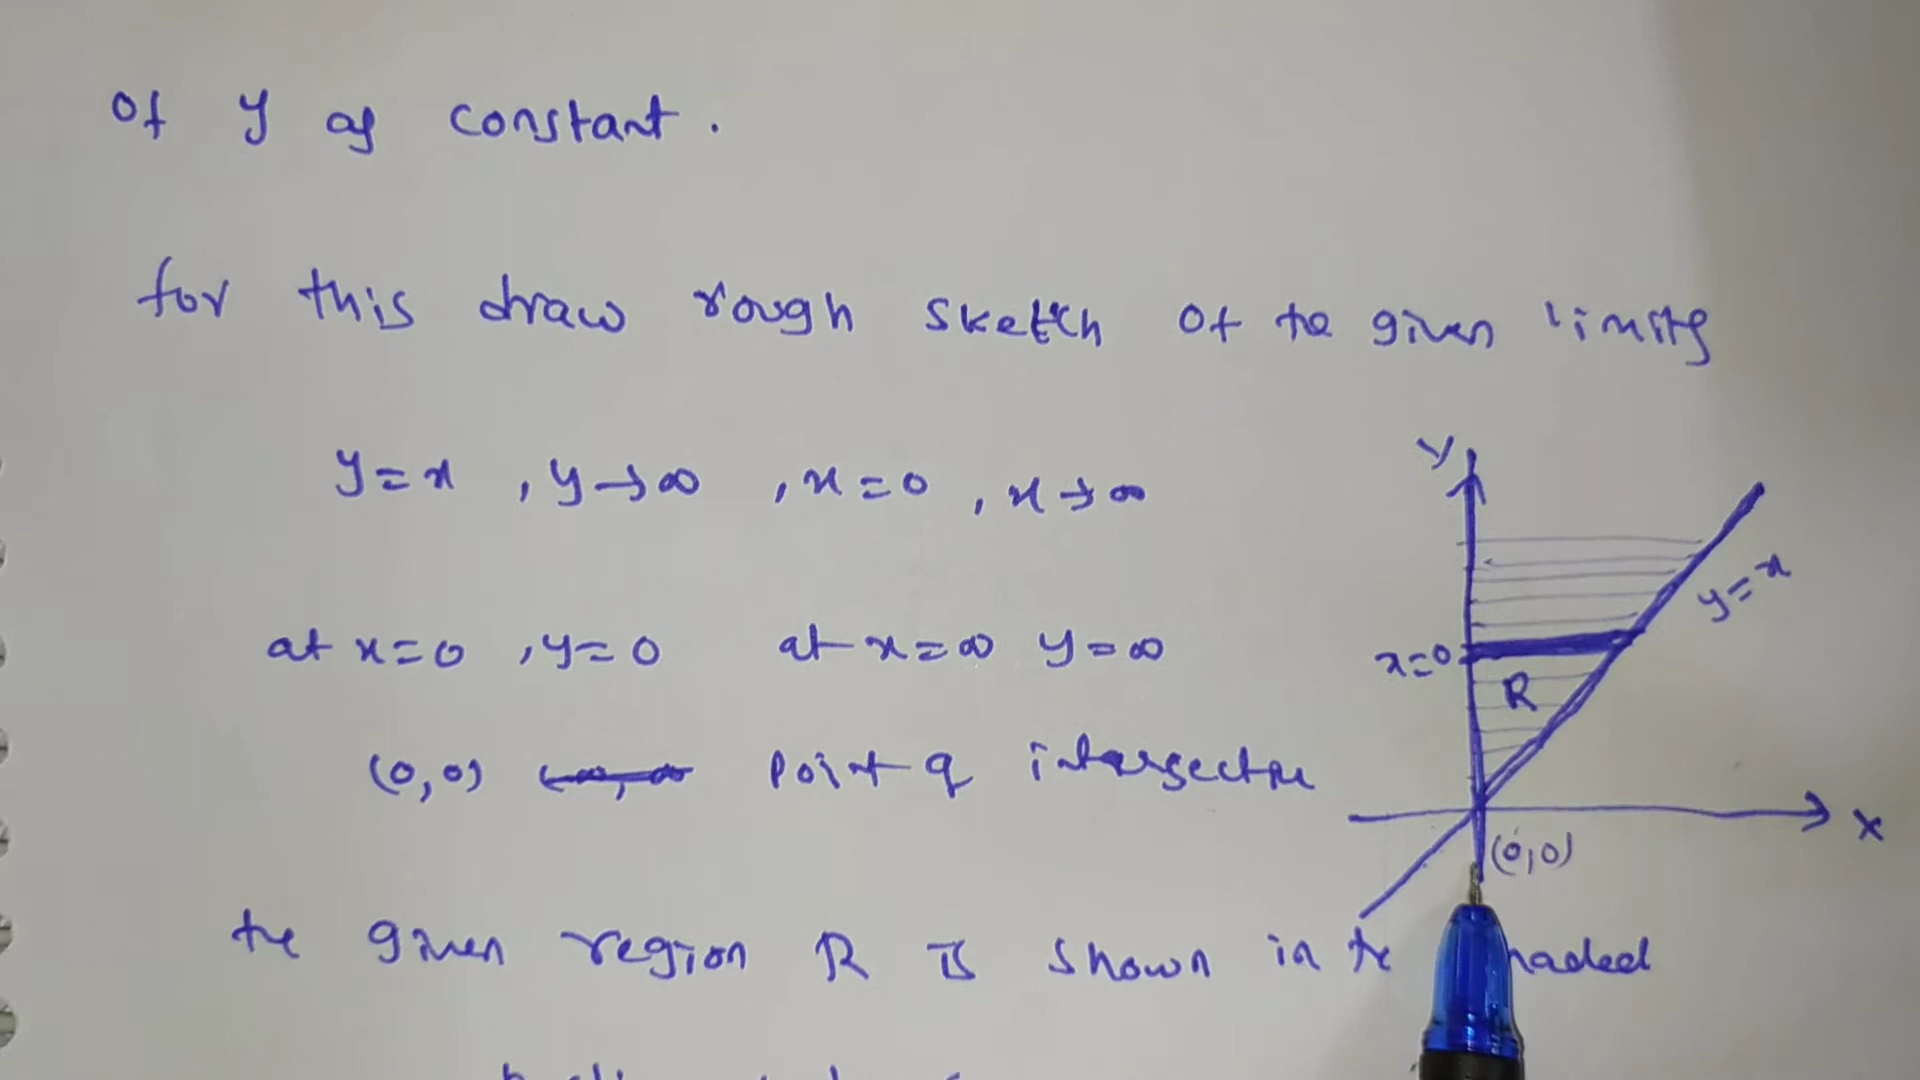 of y as constant.
for this draw rough sketch of the given limits
y=x , y→∞ , x=0 , x→∞
at x=0 , y=0 at x=∞ y=∞
(0,0) point of intersection
the given region R is shown in the haded
y
y=x
x=0
R
x
(0,0)